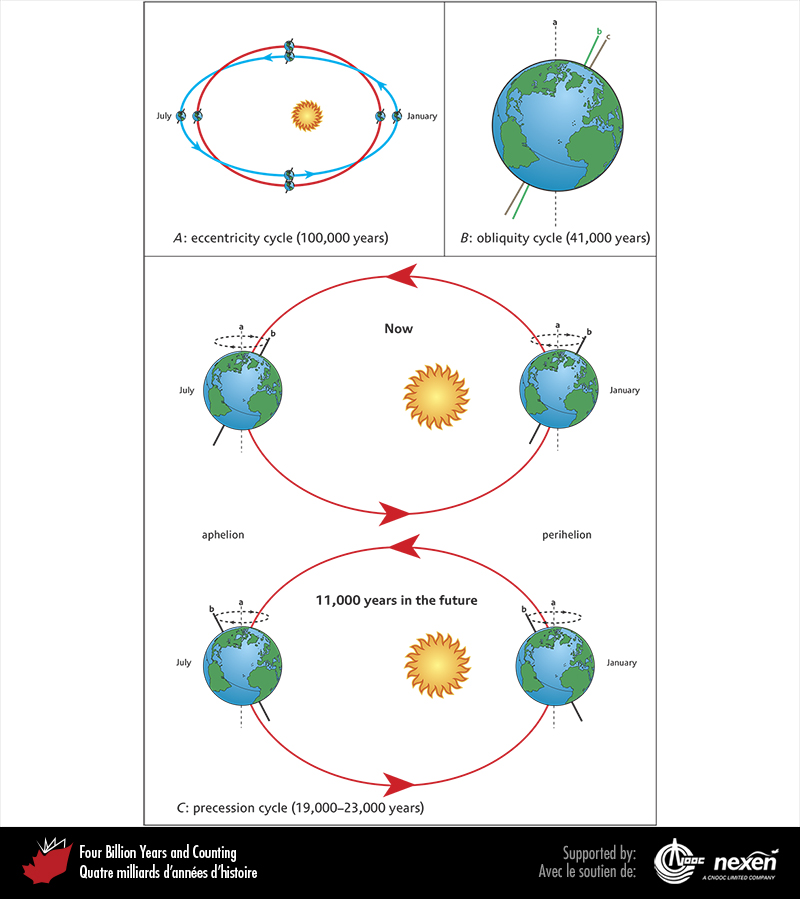 July
January
A: eccentricity cycle (100,000 years)
a
b
c
B: obliquity cycle (41,000 years)
Now
a
b
July
a
b
January
aphelion
perihelion
11,000 years in the future
b
a
July
b
a
January
C: precession cycle (19,000–23,000 years)
Four Billion Years and Counting
Quatre milliards d'années d'histoire
Supported by:
Avec le soutien de:
CNOOC
nexen
A CNOOC LIMITED COMPANY